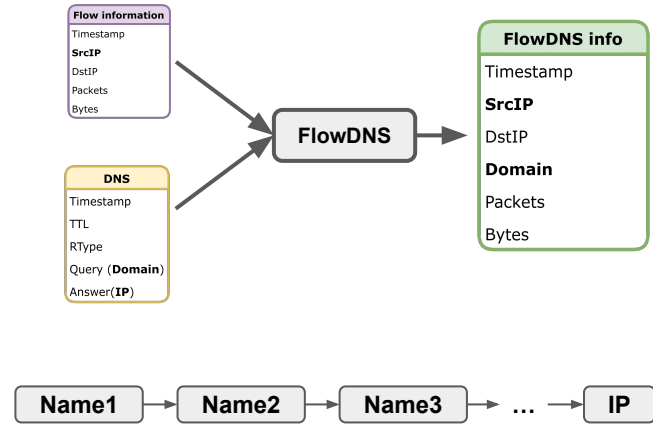 Flow information
Timestamp
SrcIP
DstIP
Packets
Bytes
DNS
Timestamp
TTL
RType
Query (Domain)
Answer(IP)
FlowDNS
FlowDNS info
Timestamp
SrcIP
DstIP
Domain
Packets
Bytes
Name1
Name2
Name3
...
IP